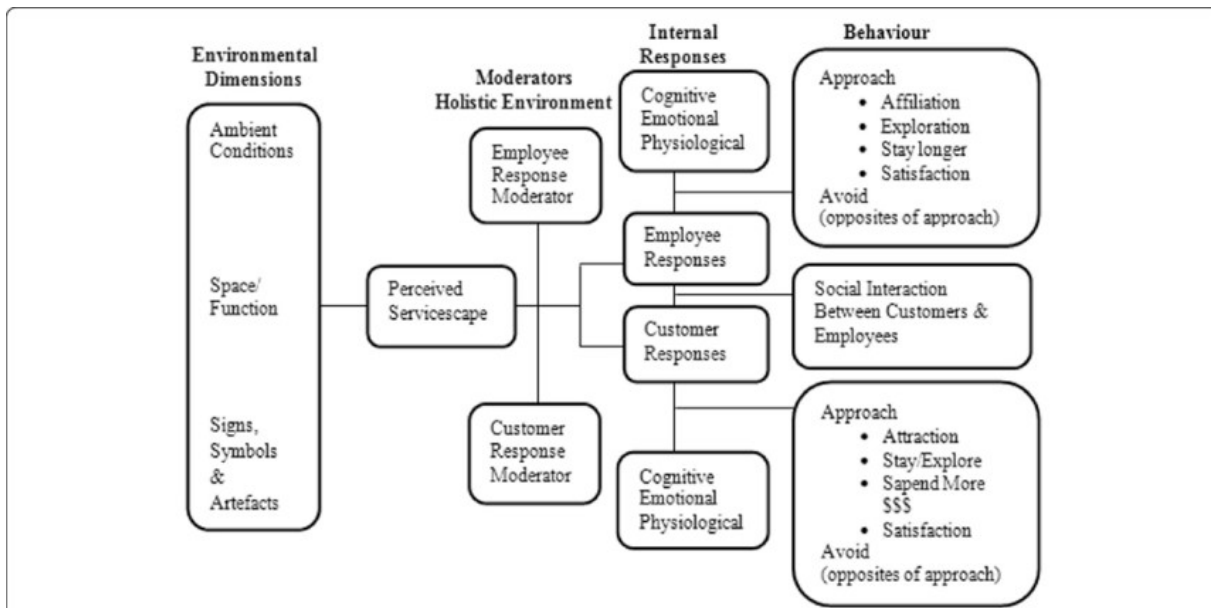 Environmental
Dimensions
Ambient
Conditions
Space/
Function
Signs,
Symbols
&
Artefacts
Perceived
Servicescape
Moderators
Holistic Environment
Employee
Response
Moderator
Customer
Response
Moderator
Internal
Responses
Cognitive
Emotional
Physiological
Employee
Responses
Customer
Responses
Cognitive
Emotional
Physiological
Behaviour
Approach
• Affiliation
• Exploration
• Stay longer
• Satisfaction
Avoid
(opposites of approach)
Social Interaction
Between Customers &
Employees
Approach
• Attraction
• Stay/Explore
• Sapend More
$$$
• Satisfaction
Avoid
(opposites of approach)